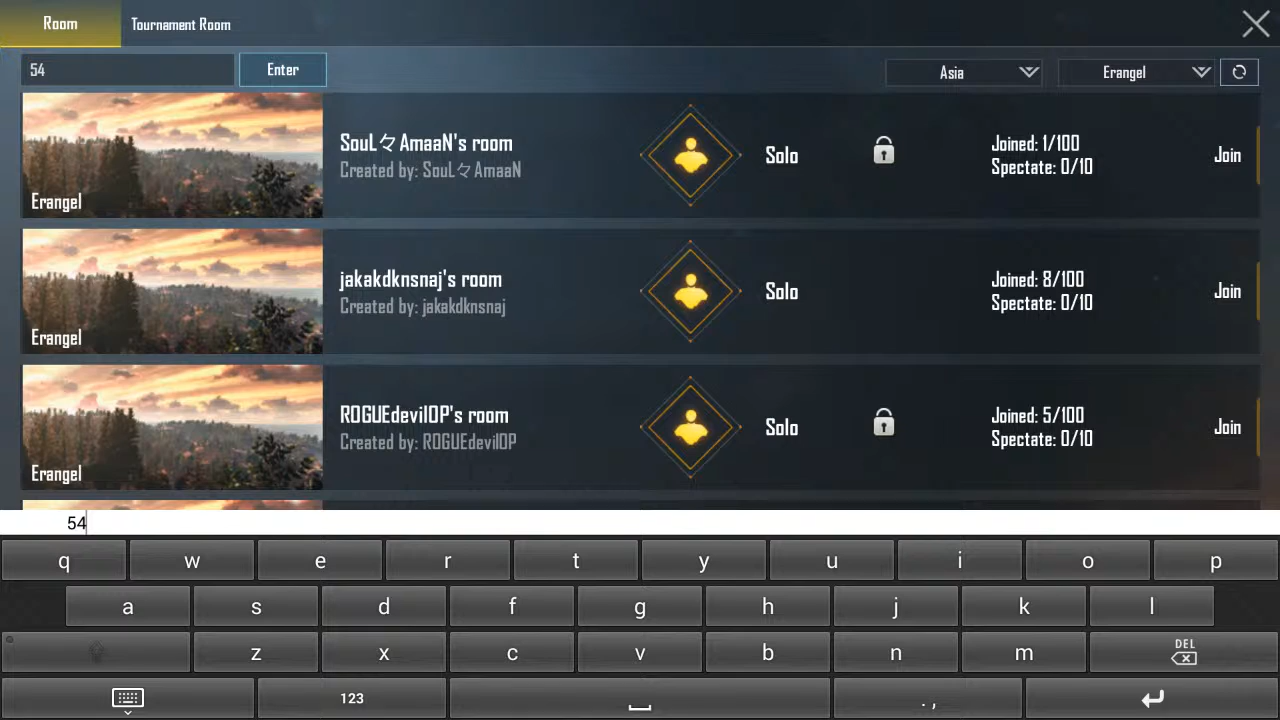 Room
Tournament Room
54
Enter
Asia
Erangel
SouL々AmaaN's room
Created by: SouL々AmaaN
Erangel
Solo
Joined: 1/100
Spectate: 0/10
Join
jakakdknsnaj's room
Created by: jakakdknsnaj
Erangel
Solo
Joined: 8/100
Spectate: 0/10
Join
ROGUEdevilOP's room
Created by: ROGUEdevilOP
Erangel
Solo
Joined: 5/100
Spectate: 0/10
Join
54
q w e r t y u i o p
a s d f g h j k l
z x c v b n m DEL
123 . ,